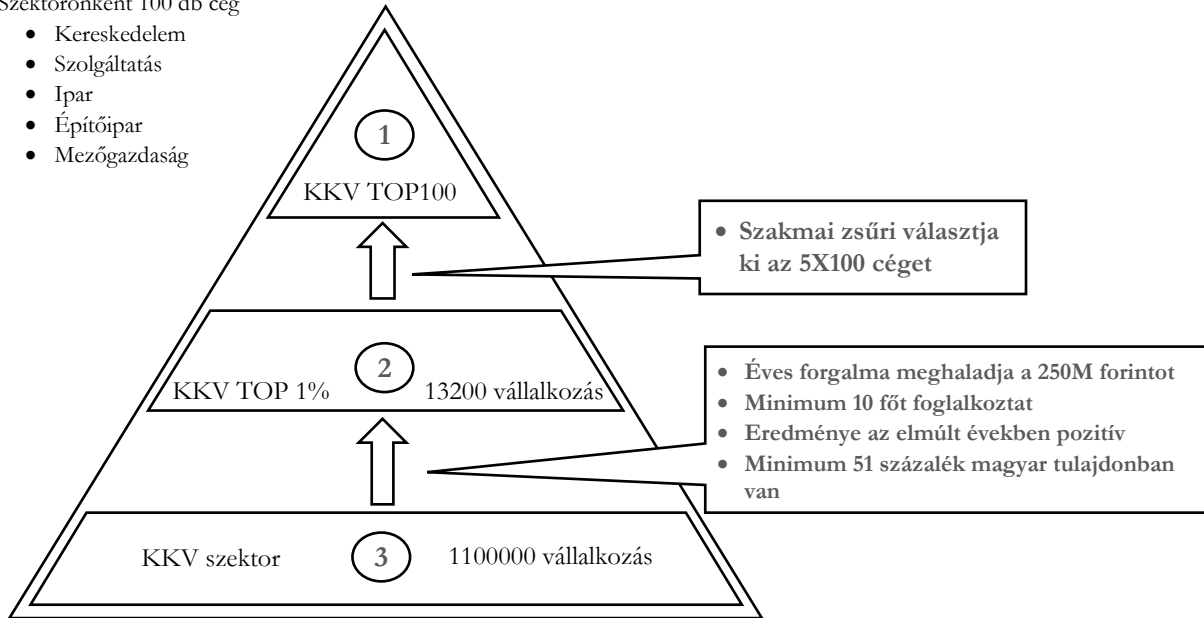 Szektoronként 100 db cég
• Kereskedelem
• Szolgáltatás
• Ipar
• Építőipar
• Mezőgazdaság
1
KKV TOP100
• Szakmai zsűri választja
ki az 5X100 céget
2
KKV TOP 1% 13200 vállalkozás
• Éves forgalma meghaladja a 250M forintot
• Minimum 10 főt foglalkoztat
• Eredménye az elmúlt években pozitív
• Minimum 51 százalék magyar tulajdonban
van
KKV szektor 3 1100000 vállalkozás